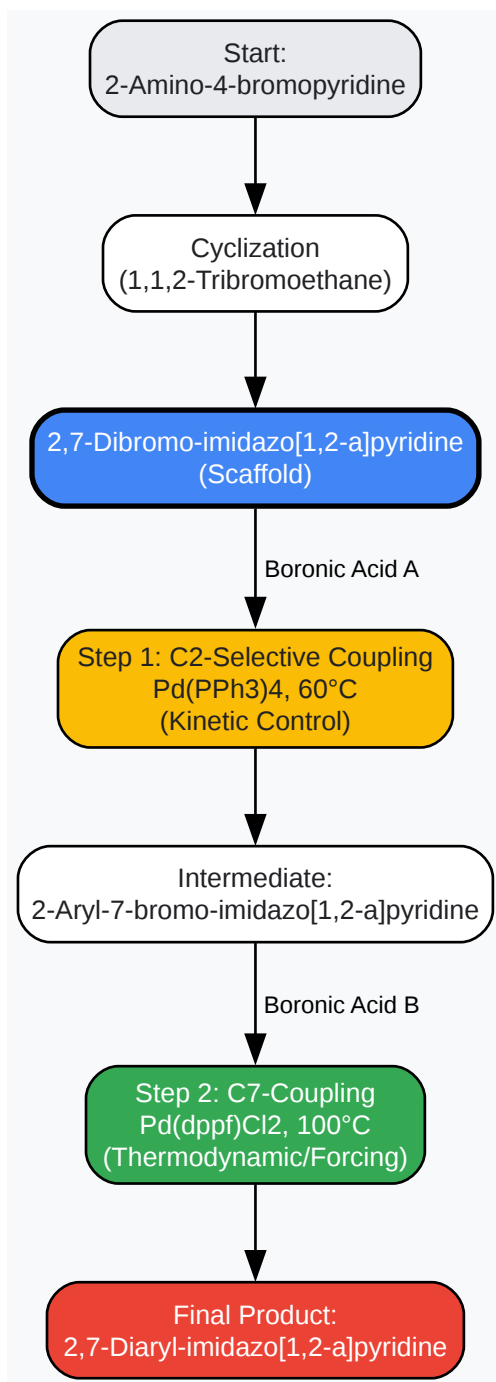 Start:
2-Amino-4-bromopyridine
Cyclization
(1,1,2-Tribromoethane)
2,7-Dibromo-imidazo[1,2-a]pyridine
(Scaffold)
Boronic Acid A
Step 1: C2-Selective Coupling
Pd(PPh3)4, 60°C
(Kinetic Control)
Intermediate:
2-Aryl-7-bromo-imidazo[1,2-a]pyridine
Boronic Acid B
Step 2: C7-Coupling
Pd(dppf)Cl2, 100°C
(Thermodynamic/Forcing)
Final Product:
2,7-Diaryl-imidazo[1,2-a]pyridine